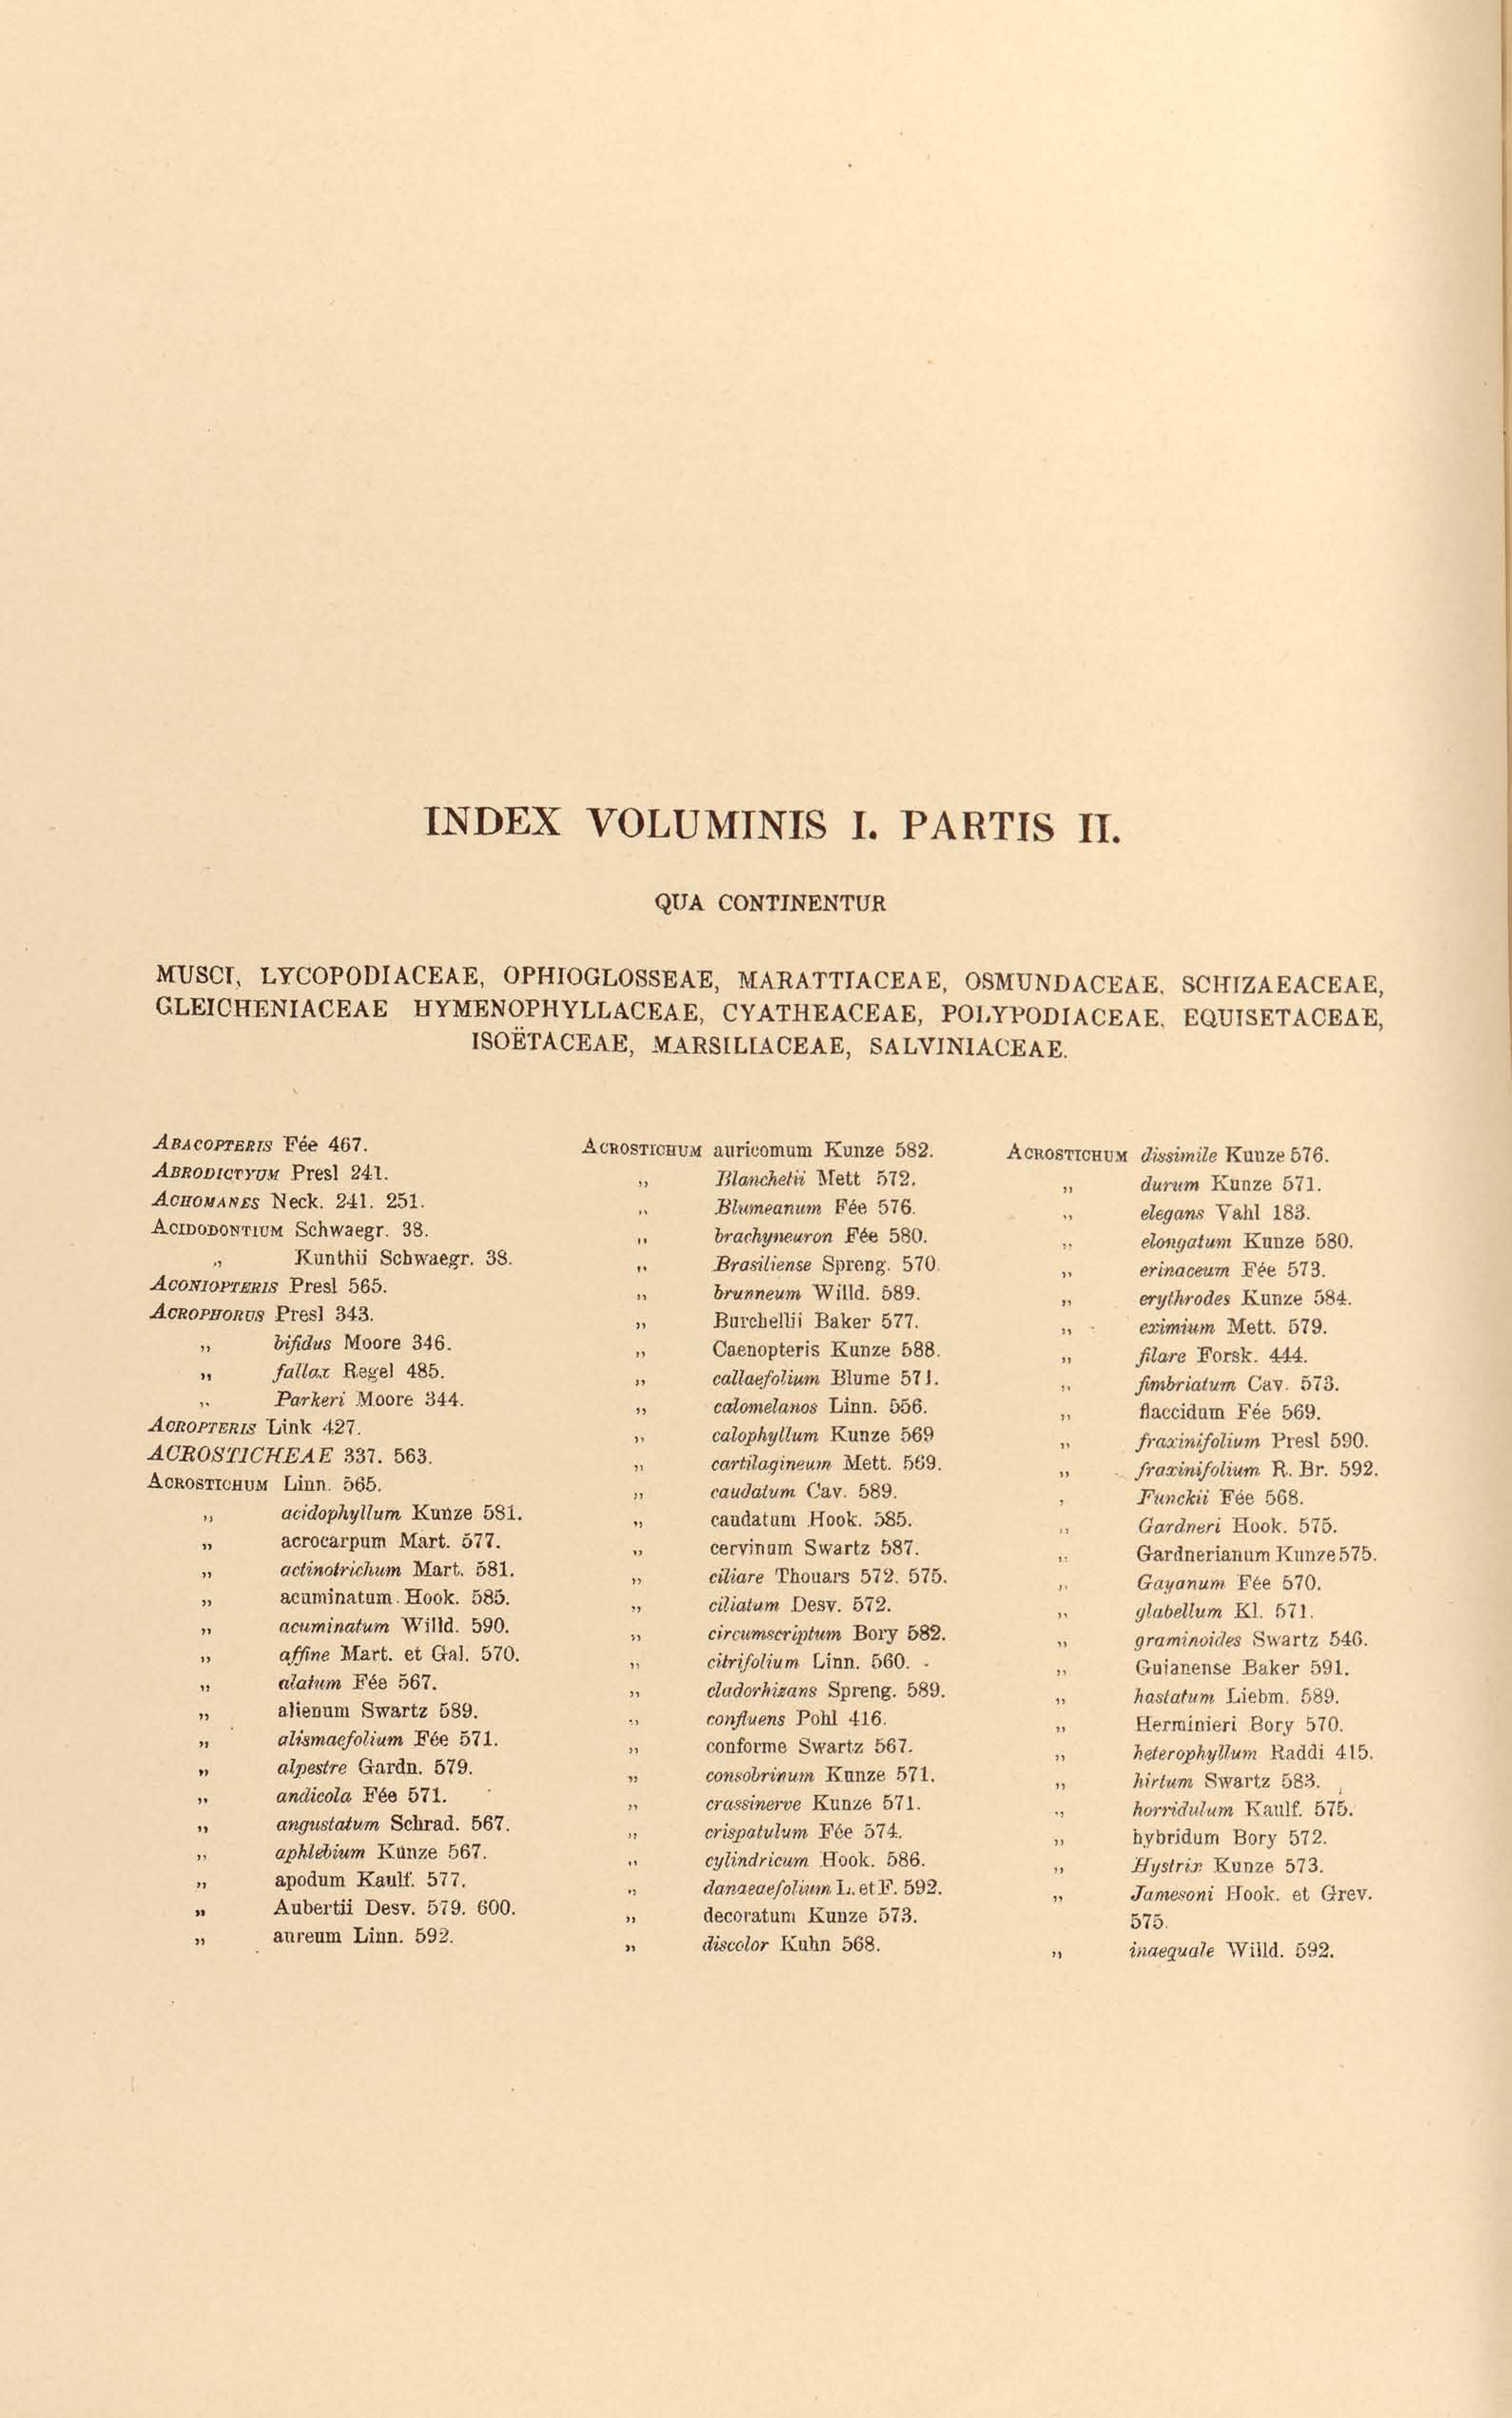 INDEX VOLUMINIS I. PARTIS II.
QUA CONTINENTUR
MUSCI, LYCOPODIACEAE, OPHIOGLOSSEAE, MARATTIACEAE, OSMUNDACEAE, SCHIZAEACEAE,
GLEICHENIACEAE HYMENOPHYLLACEAE, CYATHEACEAE, POLYPODIACEAE, EQUISETACEAE,
ISOËTACEAE, MARSILIACEAE, SALVINIACEAE.
ABACOPTERIS Fée 467.
ABRODICTYUM Presl 241.
ACHOMANES Neck. 241. 251.
ACIDODONTIUM Schwaegr. 38.
„ Kunthii Schwaegr. 38.
ACONIOPTERIS Presl 565.
ACROPHORUS Presl 343.
„ bifidus Moore 346.
„ fallax Regel 485.
„ Parkeri Moore 344.
ACROPTERIS Link 427.
ACROSTICHEAE 337. 563.
ACROSTICHUM Linn. 565.
„ acidophyllum Kunze 581.
„ acrocarpum Mart. 577.
„ actinotrichum Mart. 581.
„ acuminatum Hook. 585.
„ acuminatum Willd. 590.
„ affine Mart. et Gal. 570.
„ alatum Fée 567.
„ alienum Swartz 589.
„ alismaefolium Fée 571.
„ alpestre Gardn. 579.
„ andicola Fée 571.
„ angustatum Schrad. 567.
„ aphlebium Kunze 567.
„ apodum Kaulf. 577.
„ Aubertii Desv. 579. 600.
„ aureum Linn. 592.
ACROSTICHUM auricomum Kunze 582.
„ Blanchetii Mett 572.
„ Blumeanum Fée 576.
„ brachyneuron Fée 580.
„ Brasiliense Spreng. 570.
„ brunneum Willd. 589.
„ Burchellii Baker 577.
„ Caenopteris Kunze 588.
„ callaefolium Blume 571.
„ calomelanos Linn. 556.
„ calophyllum Kunze 569
„ cartilagineum Mett. 569.
„ caudatum Cav. 589.
„ caudatum Hook. 585.
„ cervinum Swartz 587.
„ ciliare Thouars 572. 575.
„ ciliatum Desv. 572.
„ circumscriptum Bory 582.
„ citrifolium Linn. 560.
„ cladorhizans Spreng. 589.
„ confluens Pohl 416.
„ conforme Swartz 567.
„ consobrinum Kunze 571.
„ crassinerve Kunze 571.
„ crispatulum Fée 574.
„ cylindricum Hook. 586.
„ danaeaefolium L. et F. 592.
„ decoratum Kunze 573.
„ discolor Kuhn 568.
ACROSTICHUM dissimile Kunze 576.
„ durum Kunze 571.
„ elegans Vahl 183.
„ elongatum Kunze 580.
„ erinaceum Fée 573.
„ erythrodes Kunze 584.
„ eximium Mett. 579.
„ filare Forsk. 444.
„ fimbriatum Cav. 573.
„ flaccidum Fée 569.
„ fraxinifolium Presl 590.
„ fraxinifolium R. Br. 592.
„ Funckii Fée 568.
„ Gardneri Hook. 575.
„ Gardnerianum Kunze 575.
„ Gayanum Fée 570.
„ glabellum Kl. 571.
„ graminoides Swartz 546.
„ Guianense Baker 591.
„ hastatum Liebm. 589.
„ Herminieri Bory 570.
„ heterophyllum Raddi 415.
„ hirtum Swartz 583.
„ horridulum Kaulf. 575.
„ hybridum Bory 572.
„ Hystrix Kunze 573.
„ Jamesoni Hook. et Grev.
575.
„ inaequale Willd. 592.